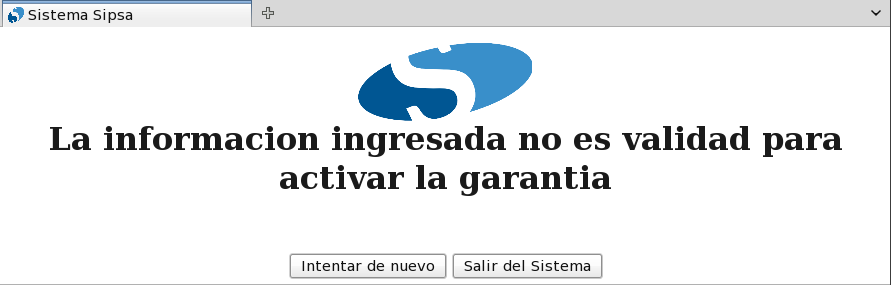 Sistema Sipsa
La informacion ingresada no es validad para
activar la garantia
Intentar de nuevo
Salir del Sistema